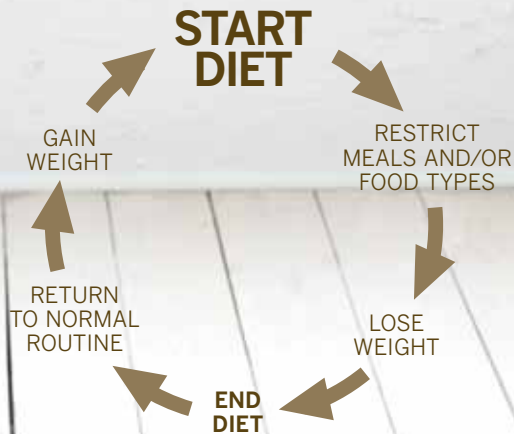 START
DIET
RESTRICT
MEALS AND/OR
FOOD TYPES
LOSE
WEIGHT
END
DIET
RETURN
TO NORMAL
ROUTINE
GAIN
WEIGHT